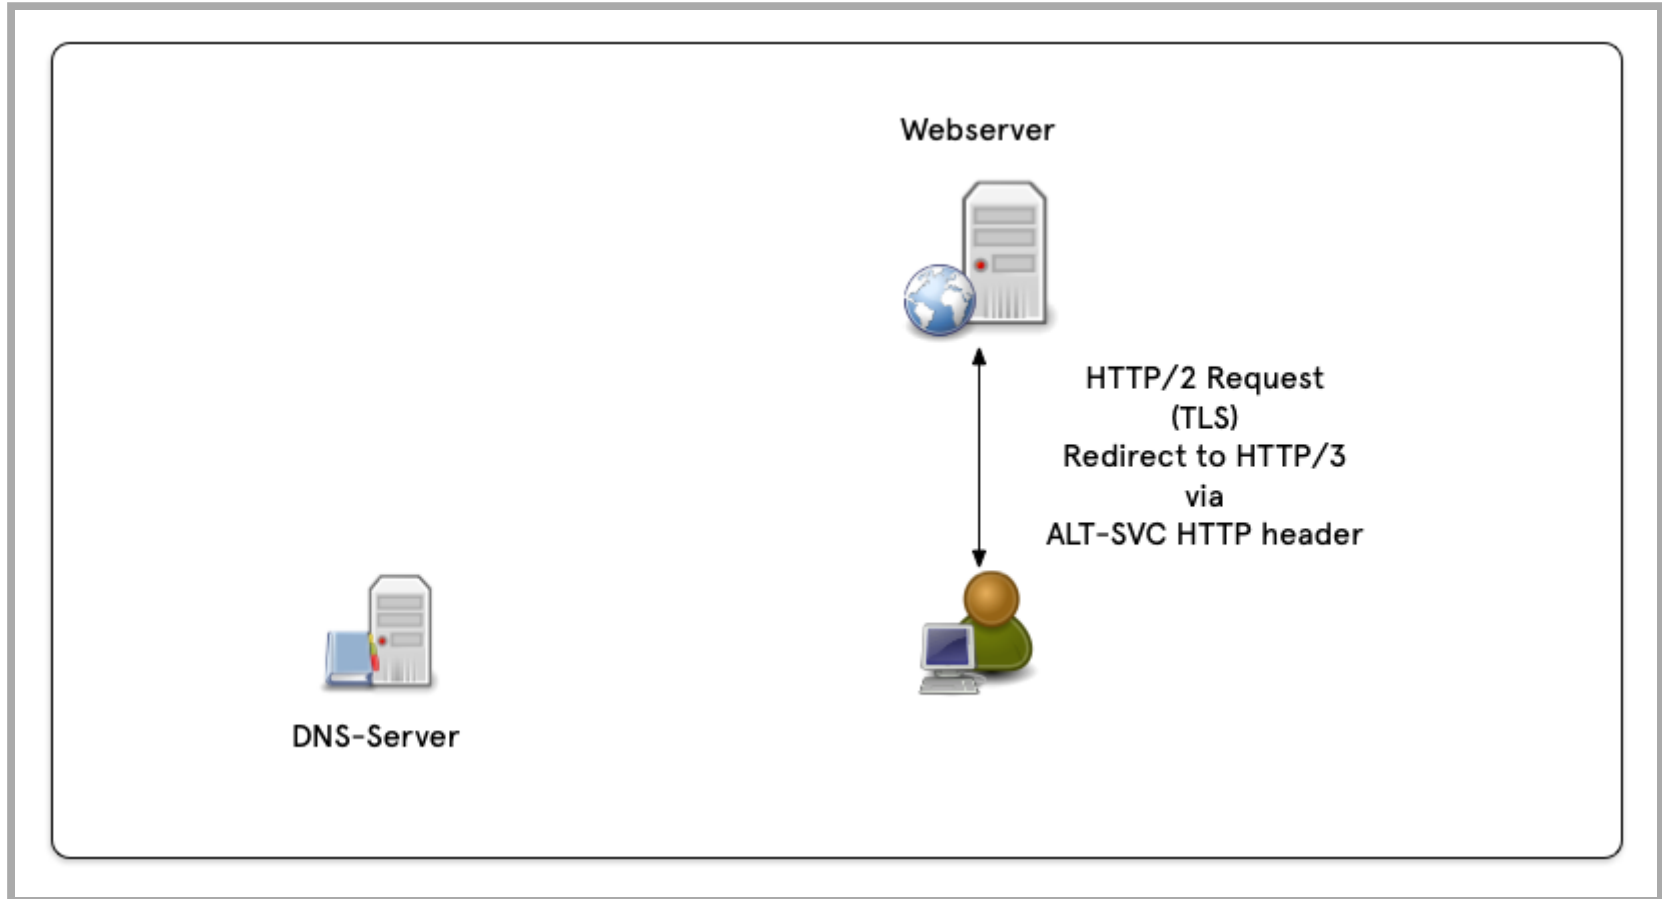 Webserver
HTTP/2 Request
(TLS)
Redirect to HTTP/3
via
ALT-SVC HTTP header
DNS-Server